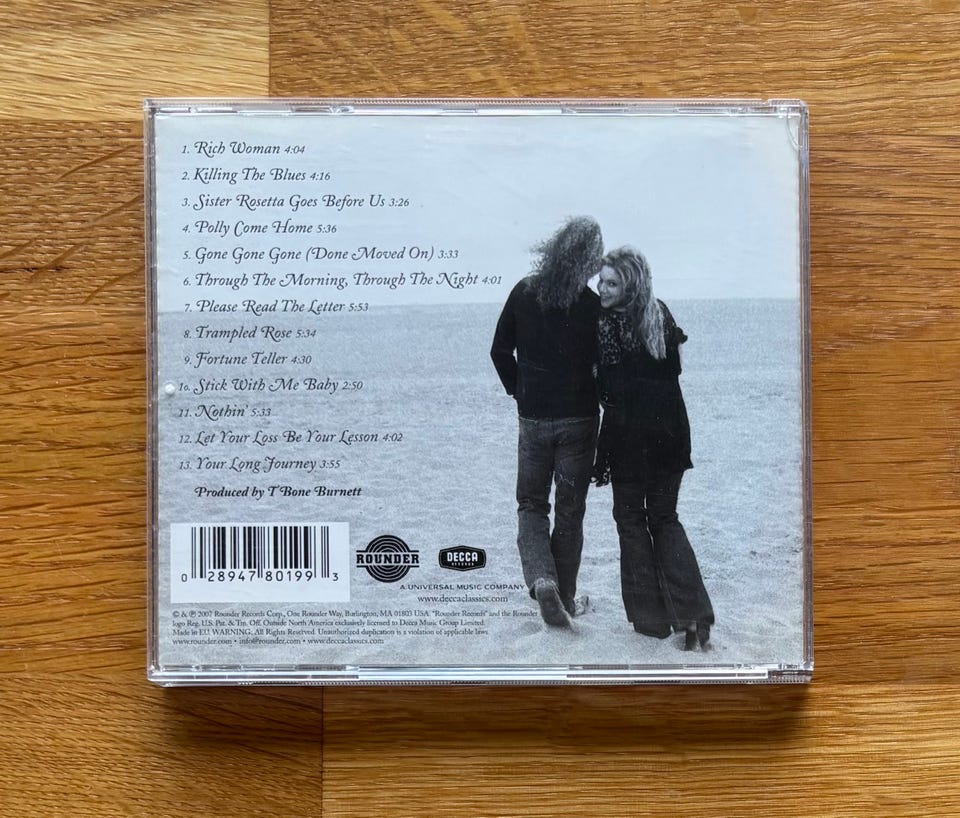 1. Rich Woman 4:04
2. Killing The Blues 4:16
3. Sister Rosetta Goes Before Us 3:26
4. Polly Come Home 5:36
5. Gone Gone Gone (Done Moved On) 3:33
6. Through The Morning, Through The Night 4:01
7. Please Read The Letter 5:53
8. Trampled Rose 5:34
9. Fortune Teller 4:30
10. Stick With Me Baby 2:50
11. Nothin' 5:33
12. Let Your Loss Be Your Lesson 4:02
13. Your Long Journey 3:55
Produced by T Bone Burnett
0 28947 80199 3
ROUNDER
DECCA
RECORDS
A UNIVERSAL MUSIC COMPANY
www.deccaclassics.com
© & ℗ 2007 Rounder Records Corp., One Rounder Way, Burlington, MA 01803 USA. "Rounder Records" and the Rounder
logo Reg. U.S. Pat. & Tm. Off. Outside North America exclusively licensed to Decca Music Group Limited.
Made in E.U. WARNING, All Rights Reserved. Unauthorized duplication is a violation of applicable laws.
www.rounder.com • info@rounder.com • www.deccaclassics.com